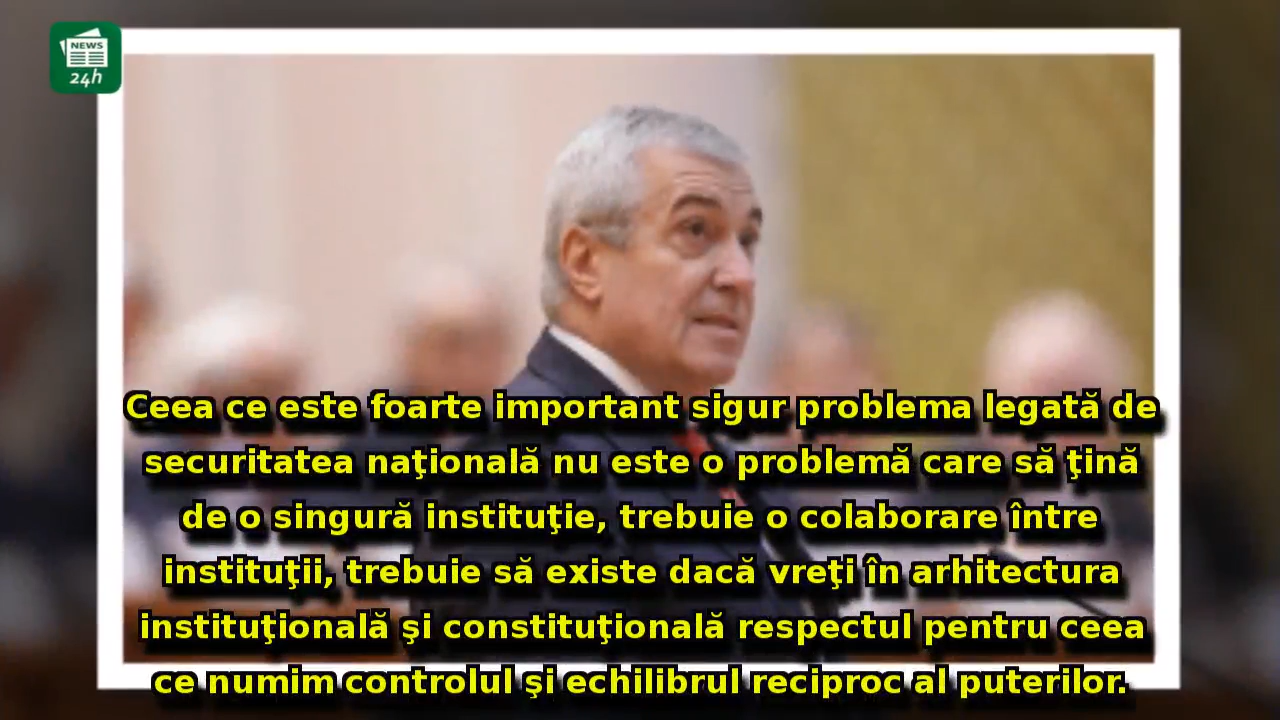 NEWS
24h
Ceea ce este foarte important sigur problema legată de
securitatea naţională nu este o problemă care să ţină
de o singură instituţie, trebuie o colaborare între
instituţii, trebuie să existe dacă vreţi în arhitectura
instituţională şi constituţională respectul pentru ceea
ce numim controlul şi echilibrul reciproc al puterilor.